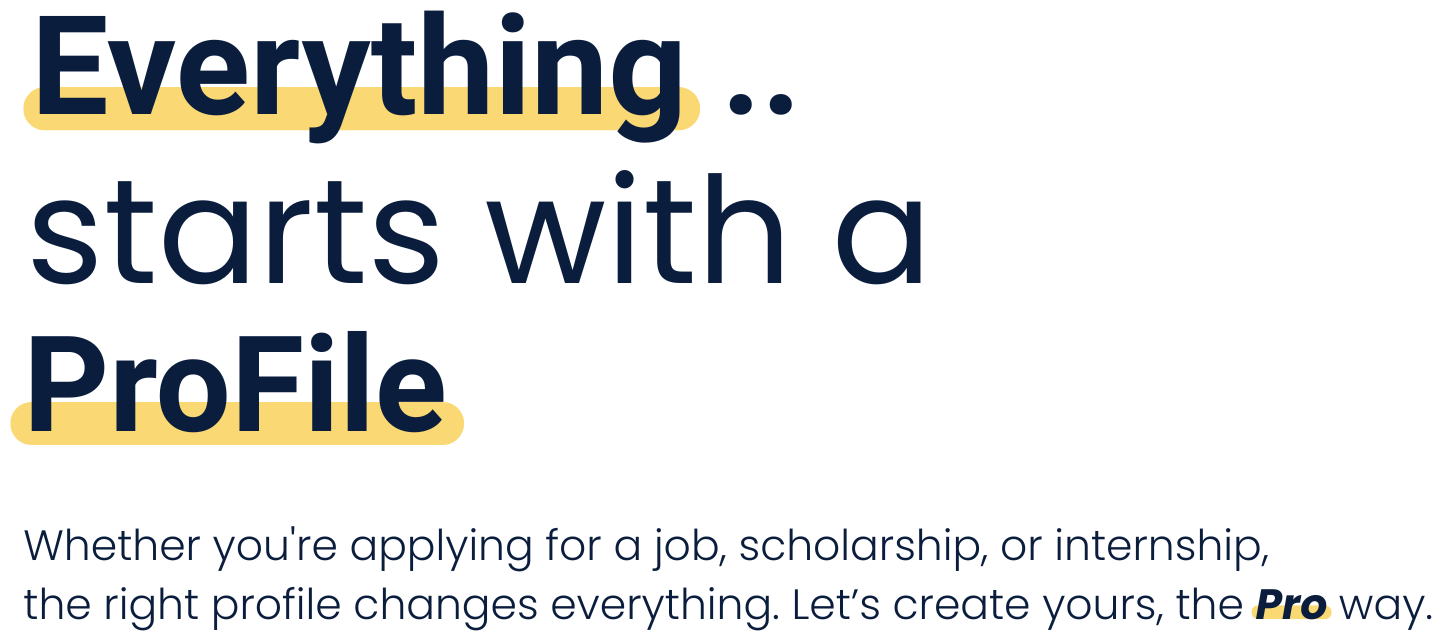 Everything ..
starts with a
ProFile
Whether you're applying for a job, scholarship, or internship,
the right profile changes everything. Let’s create yours, the Pro way.